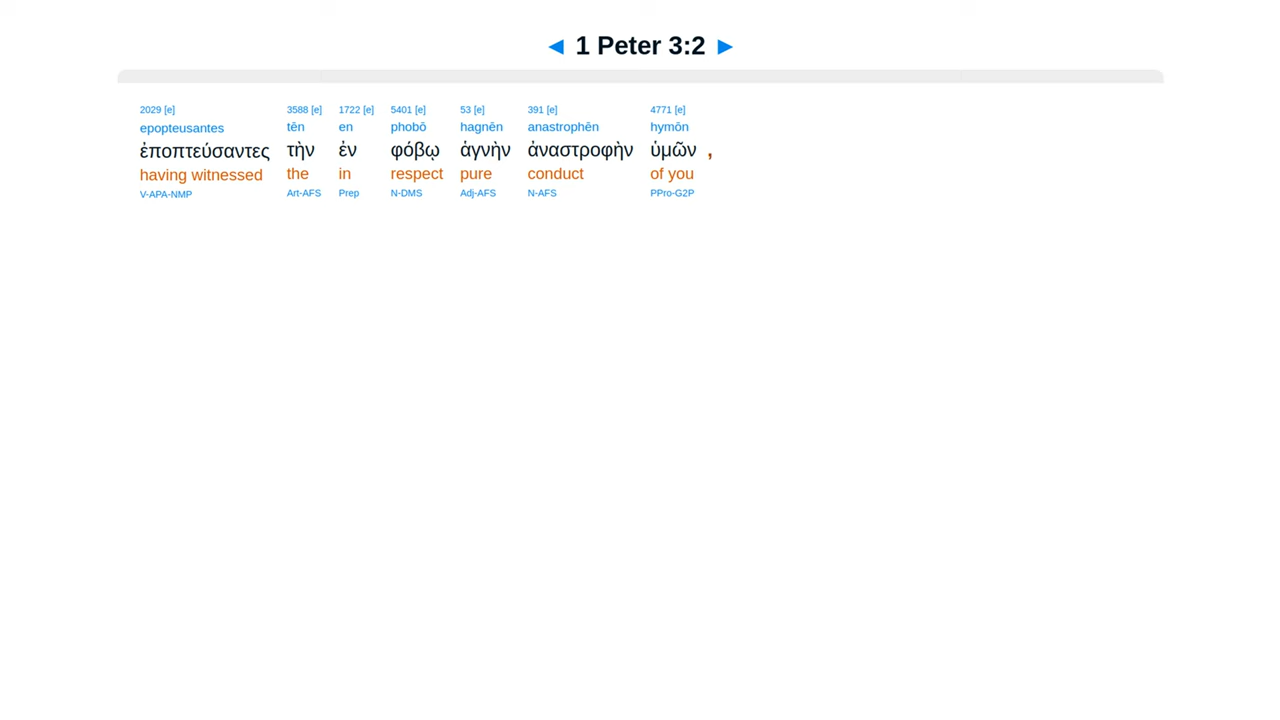 ◄ 1 Peter 3:2 ►
2029 [e] 3588 [e] 1722 [e] 5401 [e] 53 [e] 391 [e] 4771 [e]
epopteusantes tēn en phobō hagnēn anastrophēn hymōn
ἐποπτεύσαντες τὴν ἐν φόβῳ ἁγνὴν ἀναστροφὴν ὑμῶν ,
having witnessed the in respect pure conduct of you
V-APA-NMP Art-AFS Prep N-DMS Adj-AFS N-AFS PPro-G2P